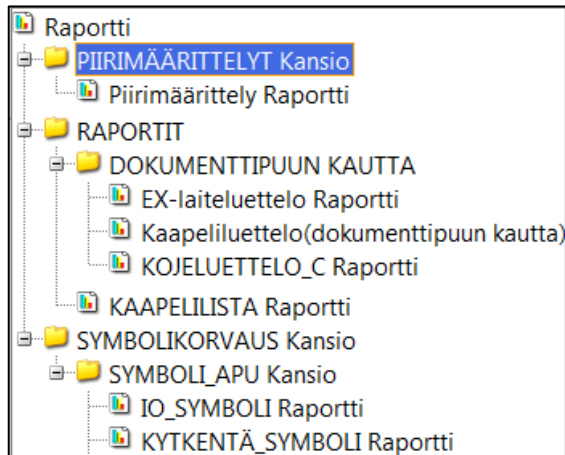 Raportti
PIIRIMÄÄRITTELYT Kansio
Piirimäärittely Raportti
RAPORTIT
DOKUMENTTIPUUN KAUTTA
EX-laiteluettelo Raportti
Kaapeliluettelo(dokumenttipuun kautta)
KOJELUETTELO_C Raportti
KAAPELILISTA Raportti
SYMBOLIKORVAUS Kansio
SYMBOLI_APU Kansio
IO_SYMBOLI Raportti
KYTKENTÄ_SYMBOLI Raportti